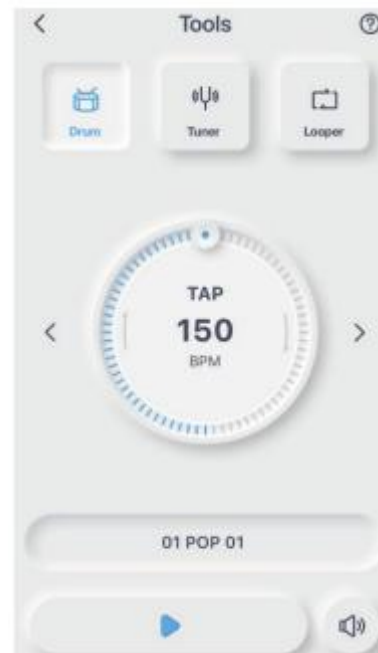 Tools
Drum
Tuner
Looper
TAP
150
BPM
01 POP 01